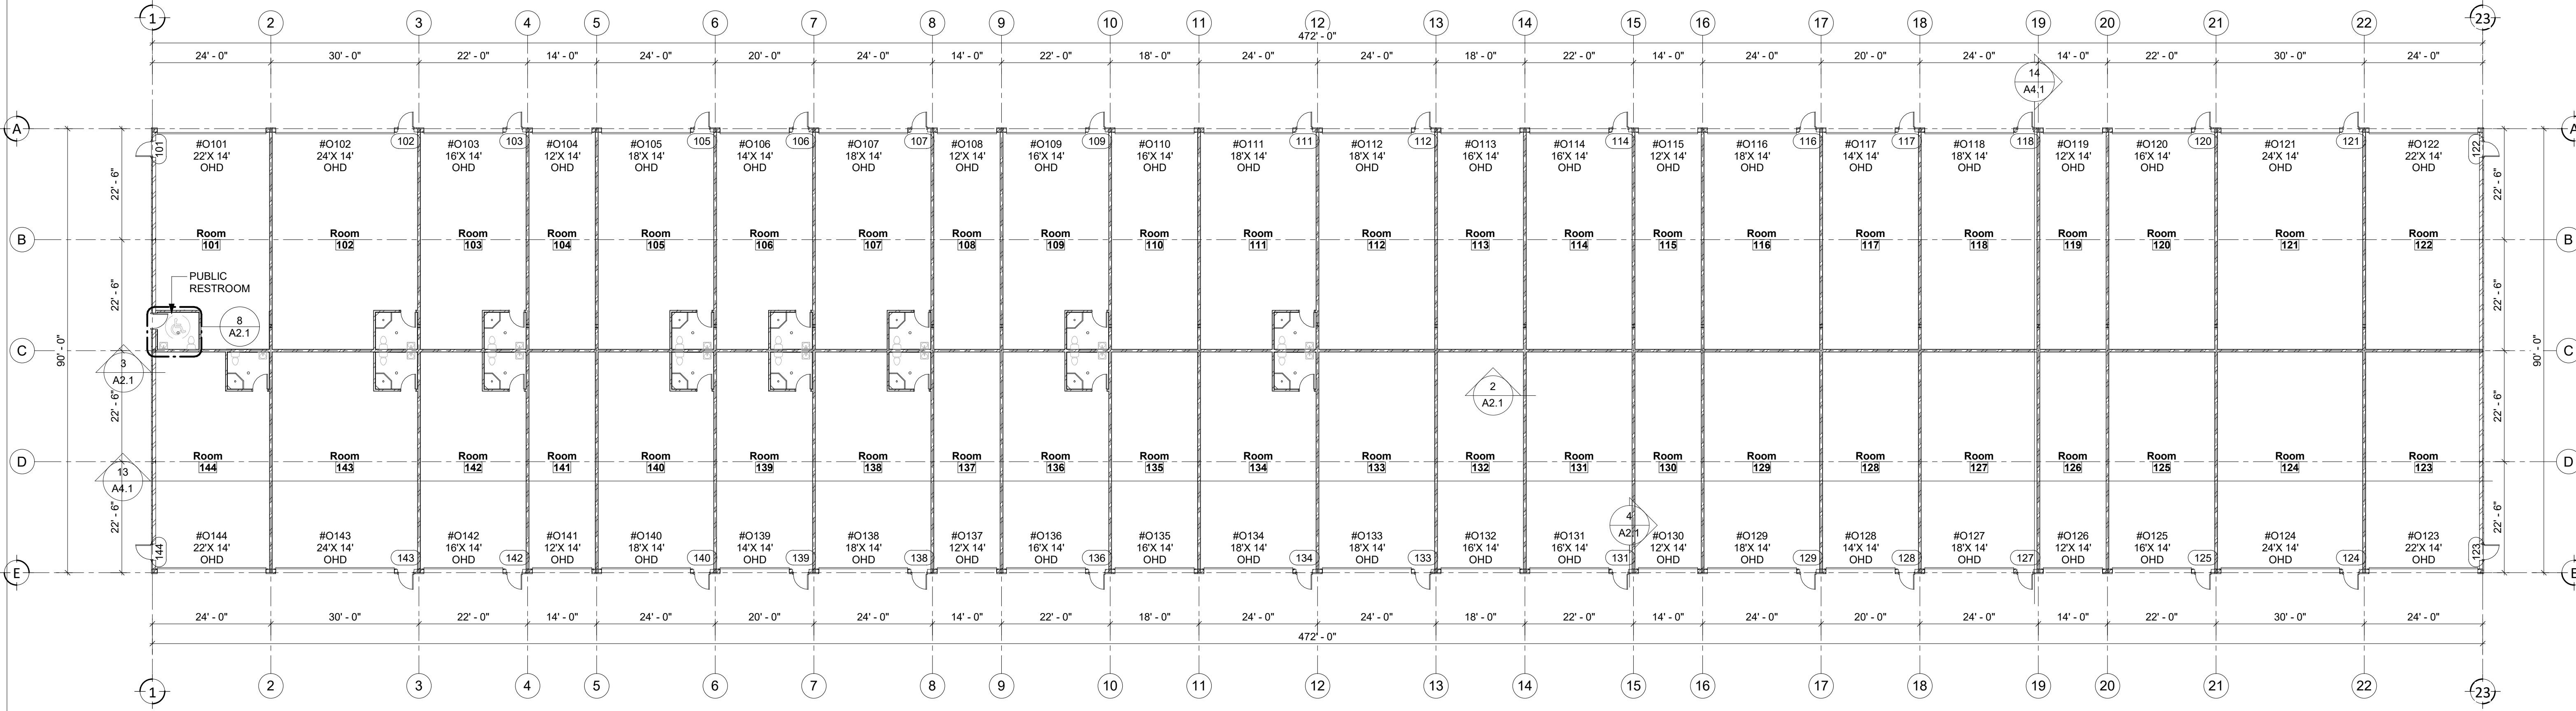 1 2 3 4 5 6 7 8 9 10 11 12 13 14 15 16 17 18 19 20 21 22 23
472' - 0"
24' - 0" 30' - 0" 22' - 0" 14' - 0" 24' - 0" 20' - 0" 24' - 0" 14' - 0" 22' - 0" 18' - 0" 24' - 0" 24' - 0" 18' - 0" 22' - 0" 14' - 0" 24' - 0" 20' - 0" 24' - 0" 14' - 0" 22' - 0" 30' - 0" 24' - 0"
14
A4.1
A A
101 102 103 105 106 107 109 111 112 114 116 117 118 120 121 122
#O101 #O102 #O103 #O104 #O105 #O106 #O107 #O108 #O109 #O110 #O111 #O112 #O113 #O114 #O115 #O116 #O117 #O118 #O119 #O120 #O121 #O122
22'X 14' 24'X 14' 16'X 14' 12'X 14' 18'X 14' 14'X 14' 18'X 14' 12'X 14' 16'X 14' 16'X 14' 18'X 14' 18'X 14' 16'X 14' 16'X 14' 12'X 14' 18'X 14' 14'X 14' 18'X 14' 12'X 14' 16'X 14' 24'X 14' 22'X 14'
OHD OHD OHD OHD OHD OHD OHD OHD OHD OHD OHD OHD OHD OHD OHD OHD OHD OHD OHD OHD OHD OHD
22' - 6" 22' - 6"
Room Room Room Room Room Room Room Room Room Room Room Room Room Room Room Room Room Room Room Room Room Room
B 101 102 103 104 105 106 107 108 109 110 111 112 113 114 115 116 117 118 119 120 121 122 B
PUBLIC
RESTROOM
22' - 6" 22' - 6"
8
A2.1
90' - 0" 90' - 0"
C C
3
A2.1
2
A2.1
22' - 6" 22' - 6"
Room Room Room Room Room Room Room Room Room Room Room Room Room Room Room Room Room Room Room Room Room Room
D 144 143 142 141 140 139 138 137 136 135 134 133 132 131 130 129 128 127 126 125 124 123 D
13
A4.1
22' - 6" 22' - 6"
4
A2.1
#O144 #O143 #O142 #O141 #O140 #O139 #O138 #O137 #O136 #O135 #O134 #O133 #O132 #O131 #O130 #O129 #O128 #O127 #O126 #O125 #O124 #O123
22'X 14' 24'X 14' 16'X 14' 12'X 14' 18'X 14' 14'X 14' 18'X 14' 12'X 14' 16'X 14' 16'X 14' 18'X 14' 18'X 14' 16'X 14' 16'X 14' 12'X 14' 18'X 14' 14'X 14' 18'X 14' 12'X 14' 16'X 14' 24'X 14' 22'X 14'
OHD OHD OHD OHD OHD OHD OHD OHD OHD OHD OHD OHD OHD OHD OHD OHD OHD OHD OHD OHD OHD OHD
144 143 142 140 139 138 136 134 133 131 129 128 127 125 124 123
E E
24' - 0" 30' - 0" 22' - 0" 14' - 0" 24' - 0" 20' - 0" 24' - 0" 14' - 0" 22' - 0" 18' - 0" 24' - 0" 24' - 0" 18' - 0" 22' - 0" 14' - 0" 24' - 0" 20' - 0" 24' - 0" 14' - 0" 22' - 0" 30' - 0" 24' - 0"
472' - 0"
1 2 3 4 5 6 7 8 9 10 11 12 13 14 15 16 17 18 19 20 21 22 23